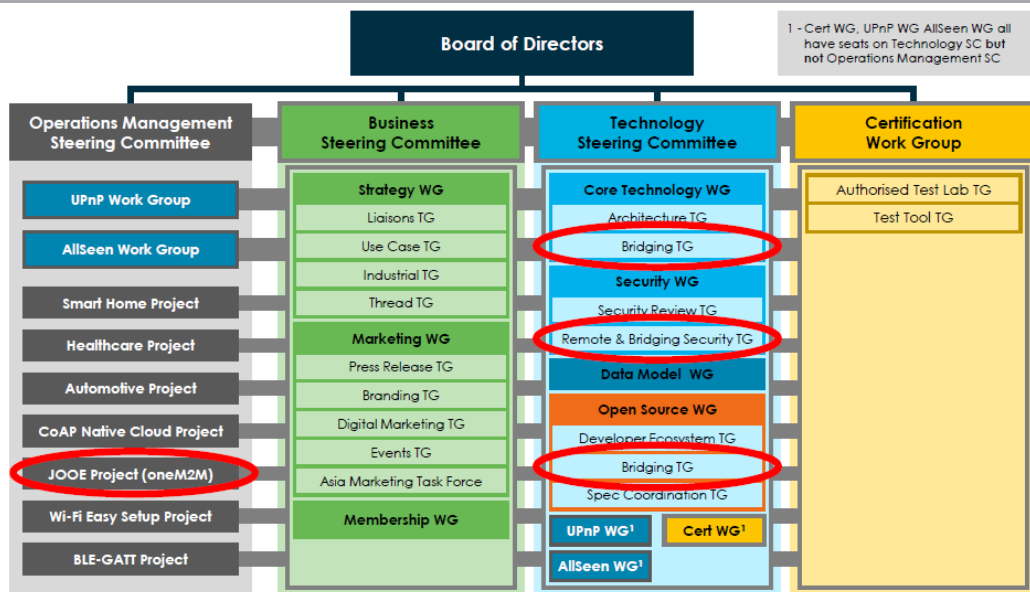 Board of Directors
1 - Cert WG, UPnP WG AllSeen WG all
have seats on Technology SC but
not Operations Management SC
Operations Management
Steering Committee
UPnP Work Group
AllSeen Work Group
Smart Home Project
Healthcare Project
Automotive Project
CoAP Native Cloud Project
JOOE Project (oneM2M)
Wi-Fi Easy Setup Project
BLE-GATT Project
Business
Steering Committee
Strategy WG
Liaisons TG
Use Case TG
Industrial TG
Thread TG
Marketing WG
Press Release TG
Branding TG
Digital Marketing TG
Events TG
Asia Marketing Task Force
Membership WG
Technology
Steering Committee
Core Technology WG
Architecture TG
Bridging TG
Security WG
Security Review TG
Remote & Bridging Security TG
Data Model WG
Open Source WG
Developer Ecosystem TG
Bridging TG
Spec Coordination TG
UPnP WG¹
Cert WG¹
AllSeen WG¹
Certification
Work Group
Authorised Test Lab TG
Test Tool TG